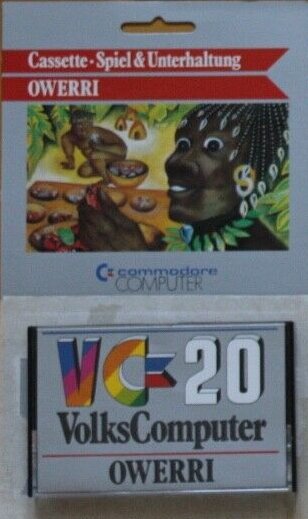 Cassette-Spiel & Unterhaltung
OWERRI
commodore
COMPUTER
VC-20
VolksComputer
OWERRI